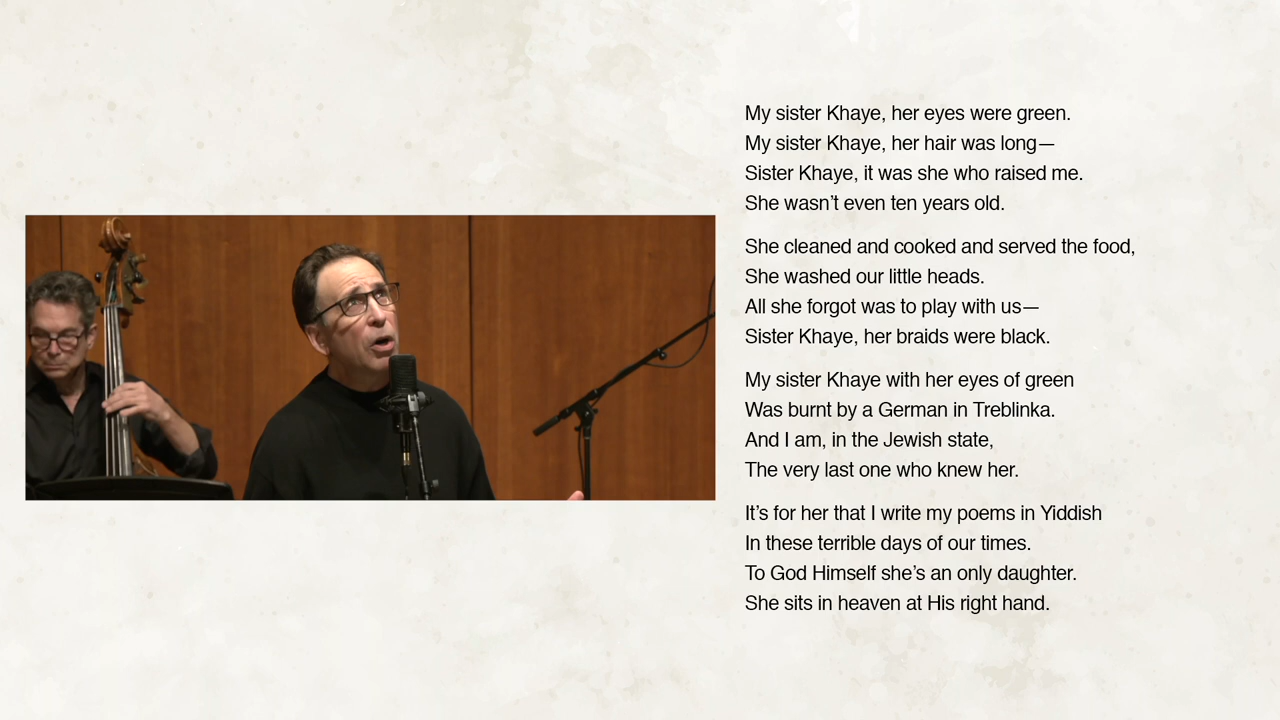 My sister Khaye, her eyes were green.
My sister Khaye, her hair was long—
Sister Khaye, it was she who raised me.
She wasn’t even ten years old.
She cleaned and cooked and served the food,
She washed our little heads.
All she forgot was to play with us—
Sister Khaye, her braids were black.
My sister Khaye with her eyes of green
Was burnt by a German in Treblinka.
And I am, in the Jewish state,
The very last one who knew her.
It’s for her that I write my poems in Yiddish
In these terrible days of our times.
To God Himself she’s an only daughter.
She sits in heaven at His right hand.